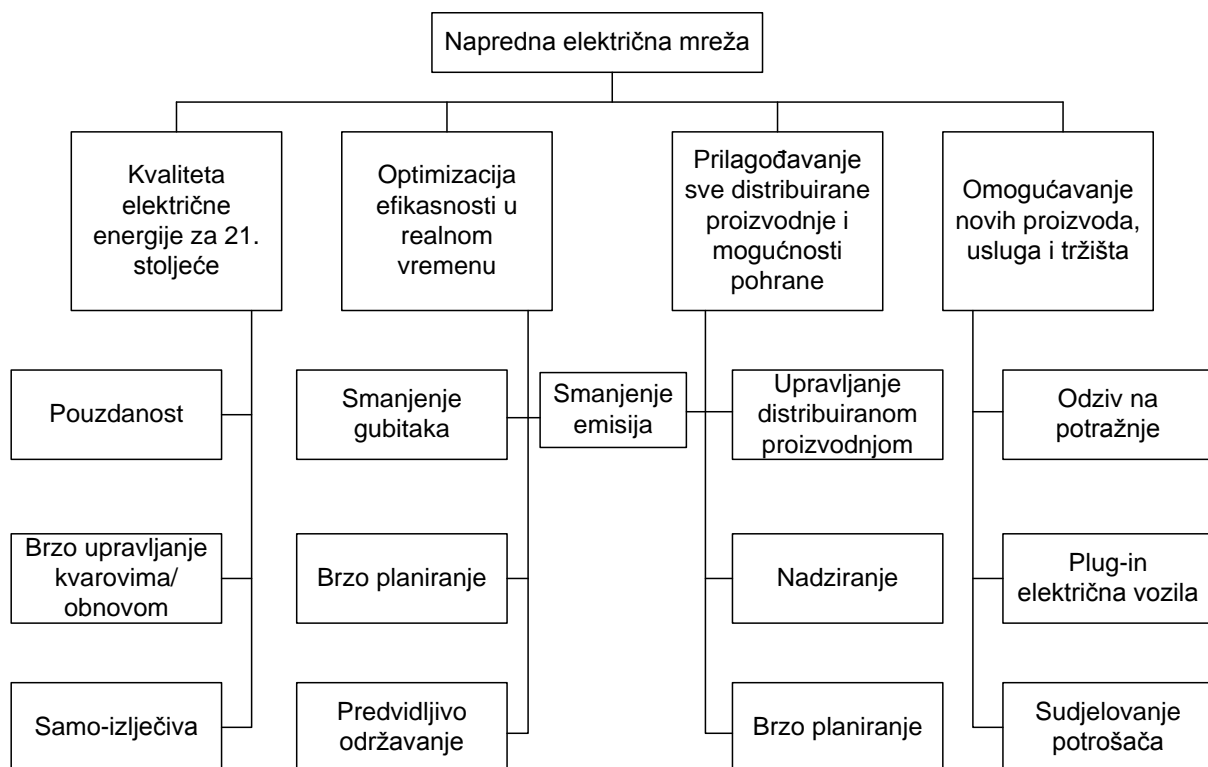 Napredna električna mreža
Kvaliteta
električne
energije za 21.
stoljeće
Optimizacija
efikasnosti u
realnom
vremenu
Prilagođavanje
sve distribuirane
proizvodnje i
mogućnosti
pohrane
Omogućavanje
novih proizvoda,
usluga i tržišta
Pouzdanost
Smanjenje
gubitaka
Smanjenje
emisija
Upravljanje
distribuiranom
proizvodnjom
Odziv na
potražnje
Brzo upravljanje
kvarovima/
obnovom
Brzo planiranje
Nadziranje
Plug-in
električna vozila
Samo-izlječiva
Predvidljivo
održavanje
Brzo planiranje
Sudjelovanje
potrošača